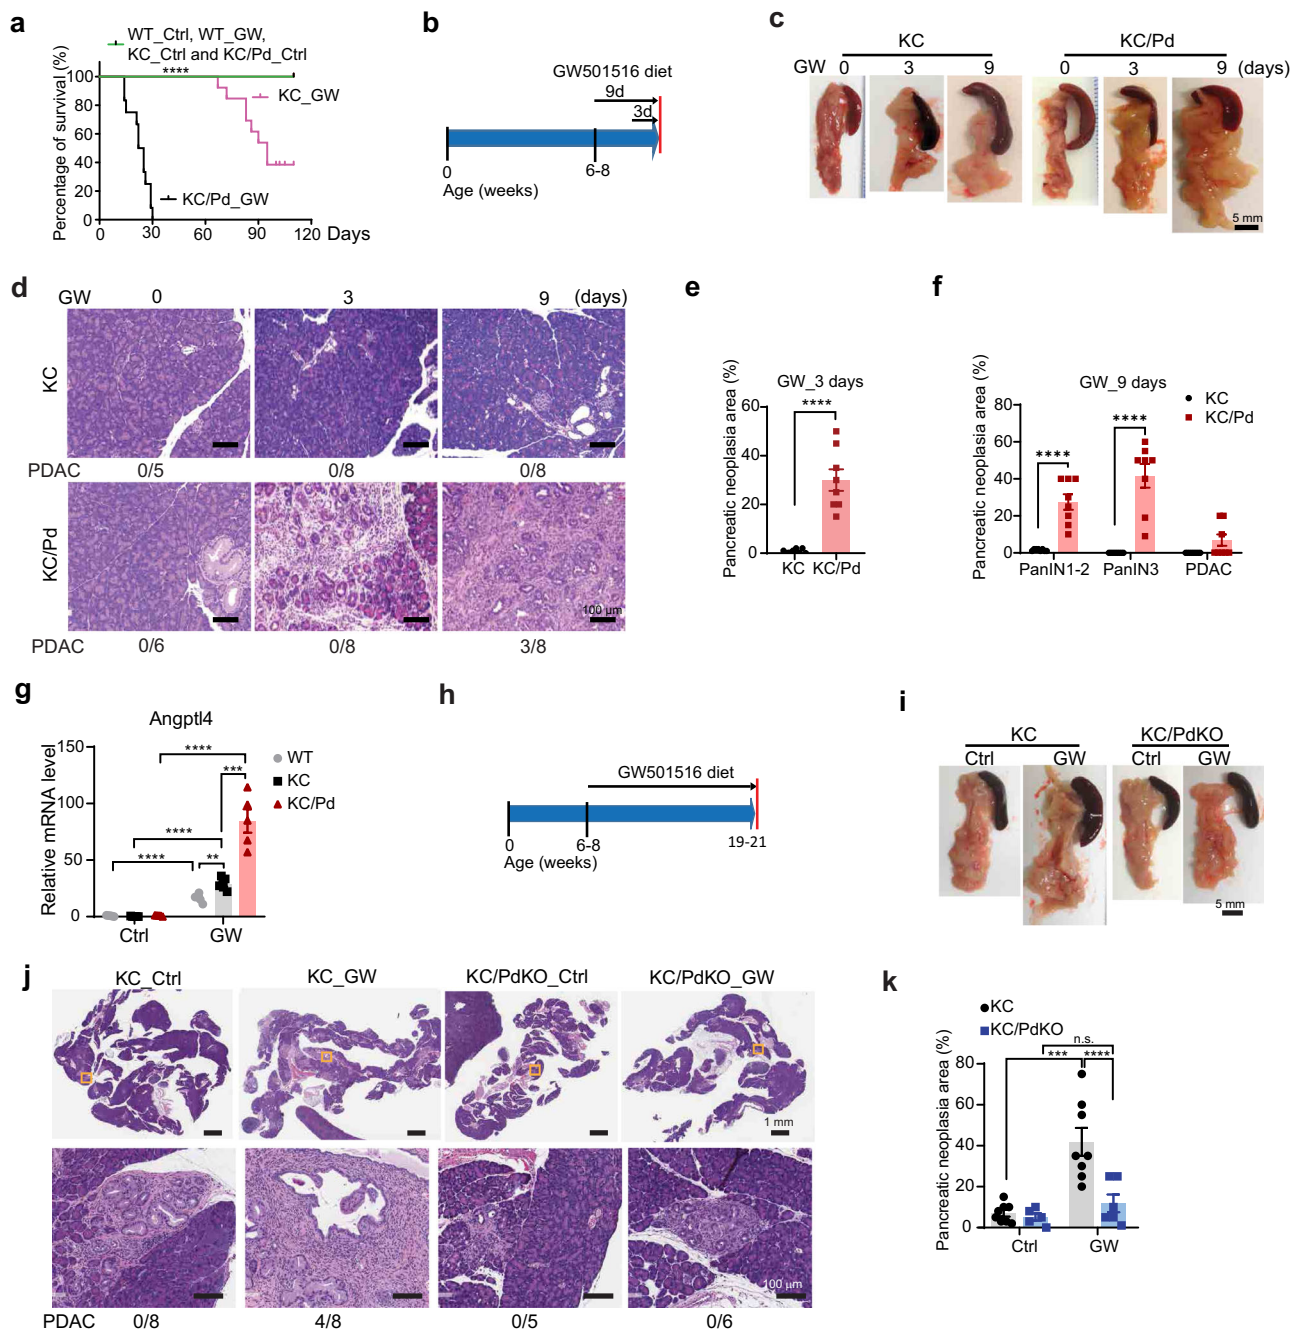 a
WT_Ctrl, WT_GW,
KC_Ctrl and KC/Pd_Ctrl
Percentage of survival (%)
100
80
60
40
20
0
****
KC_GW
KC/Pd_GW
0 30 60 90 120 Days
b
GW501516 diet
9d
3d
0
6-8
Age (weeks)
c
KC
KC/Pd
GW 0 3 9 0 3 9 (days)
5 mm
d
GW 0 3 9 (days)
KC
PDAC 0/5 0/8 0/8
KC/Pd
100 µm
PDAC 0/6 0/8 3/8
e
Pancreatic neoplasia area (%)
GW_3 days
****
60
40
20
0
KC KC/Pd
f
Pancreatic neoplasia area (%)
GW_9 days
KC
KC/Pd
80
60
40
20
0
****
****
PanIN1-2 PanIN3 PDAC
g
Angptl4
Relative mRNA level
150
100
50
0
****
***
****
****
**
WT
KC
KC/Pd
Ctrl GW
h
GW501516 diet
0
6-8
19-21
Age (weeks)
i
KC
KC/PdKO
Ctrl GW Ctrl GW
5 mm
j
KC_Ctrl KC_GW KC/PdKO_Ctrl KC/PdKO_GW
1 mm
100 µm
PDAC 0/8 4/8 0/5 0/6
k
KC
KC/PdKO
Pancreatic neoplasia area (%)
n.s.
*** ****
80
60
40
20
0
Ctrl GW